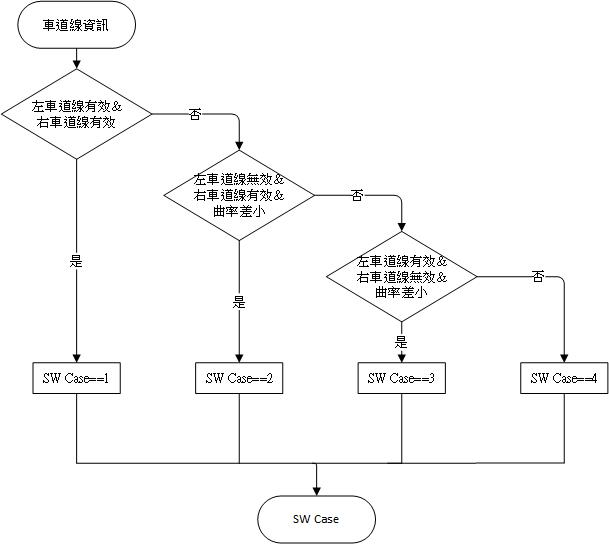 車道線資訊
左車道線有效&
右車道線有效
否
左車道線無效&
右車道線有效&
曲率差小
否
左車道線有效&
右車道線無效&
曲率差小
否
是
是
是
SW Case==1
SW Case==2
SW Case==3
SW Case==4
SW Case